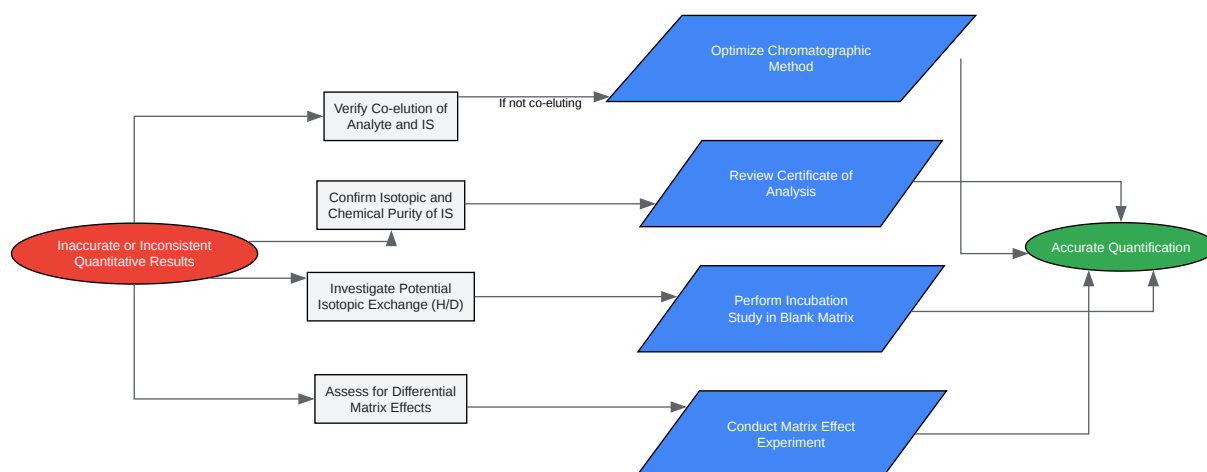 Optimize Chromatographic
Method
Verify Co-elution of
Analyte and IS
If not co-eluting
Review Certificate of
Analysis
Confirm Isotopic and
Chemical Purity of IS
Inaccurate or Inconsistent
Quantitative Results
Accurate Quantification
Investigate Potential
Isotopic Exchange (H/D)
Perform Incubation
Study in Blank Matrix
Assess for Differential
Matrix Effects
Conduct Matrix Effect
Experiment